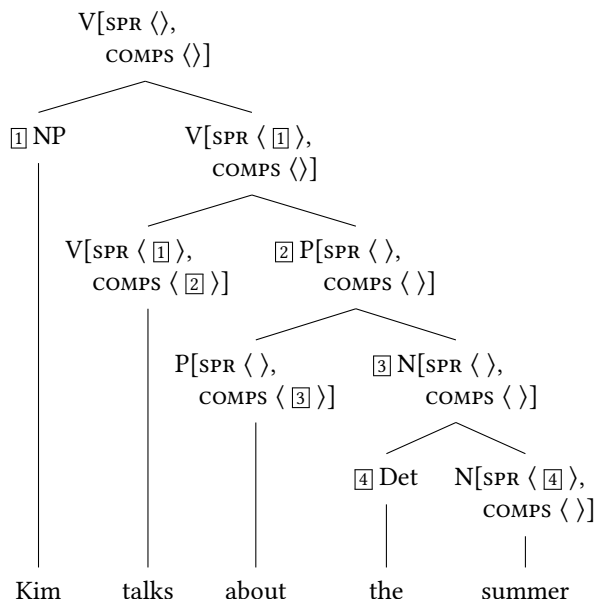 V[SPR ⟨⟩,
COMPS ⟨⟩]
1 NP V[SPR ⟨ 1 ⟩,
COMPS ⟨⟩]
V[SPR ⟨ 1 ⟩, 2 P[SPR ⟨ ⟩,
COMPS ⟨ 2 ⟩] COMPS ⟨ ⟩]
P[SPR ⟨ ⟩, 3 N[SPR ⟨ ⟩,
COMPS ⟨ 3 ⟩] COMPS ⟨ ⟩]
4 Det N[SPR ⟨ 4 ⟩,
COMPS ⟨ ⟩]
Kim talks about the summer